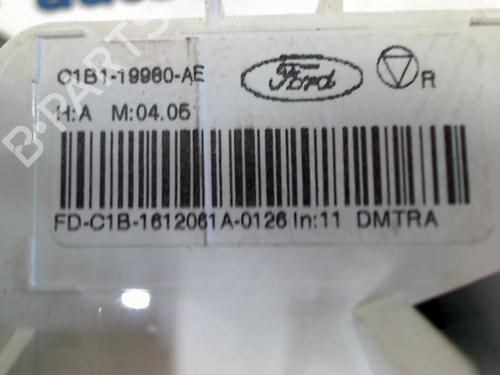 C1B1-19980-AE
Ford
R
H:A M:04.05
FD-C1B-1612061A-0126 In:11 DMTRA
B-PARTS